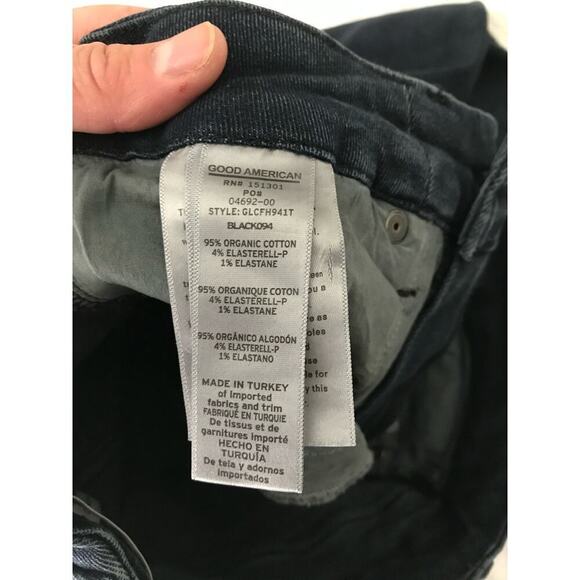 GOOD AMERICAN
RN# 151301
PO#
04692-00
STYLE: GLCFH941T
BLACK094
95% ORGANIC COTTON
4% ELASTERELL-P
1% ELASTANE
95% ORGANIQUE COTON
4% ELASTERELL-P
1% ELASTANE
95% ORGÂNICO ALGODÓN
4% ELASTERELL-P
1% ELASTANO
MADE IN TURKEY
of Imported
fabrics and trim
FABRIQUÉ EN TURQUIE
De tissus et de
garnitures importé
HECHO EN
TURQUÍA
De tela y adornos
importados